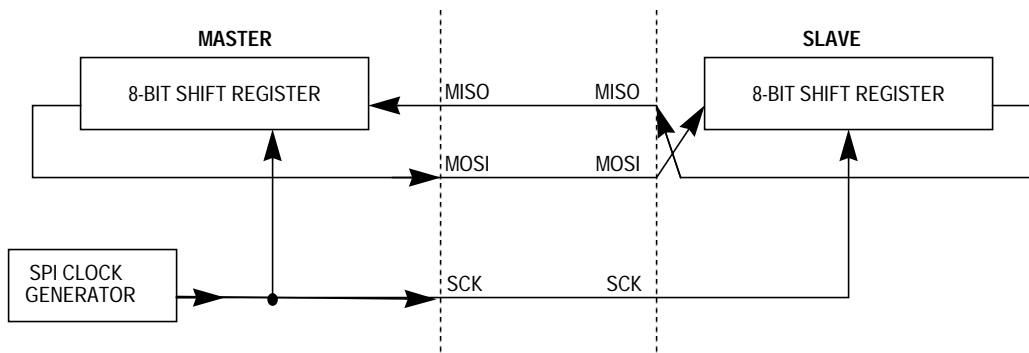 MASTER
SLAVE
8-BIT SHIFT REGISTER
MISO
MISO
8-BIT SHIFT REGISTER
MOSI
MOSI
SPI CLOCK
GENERATOR
SCK
SCK